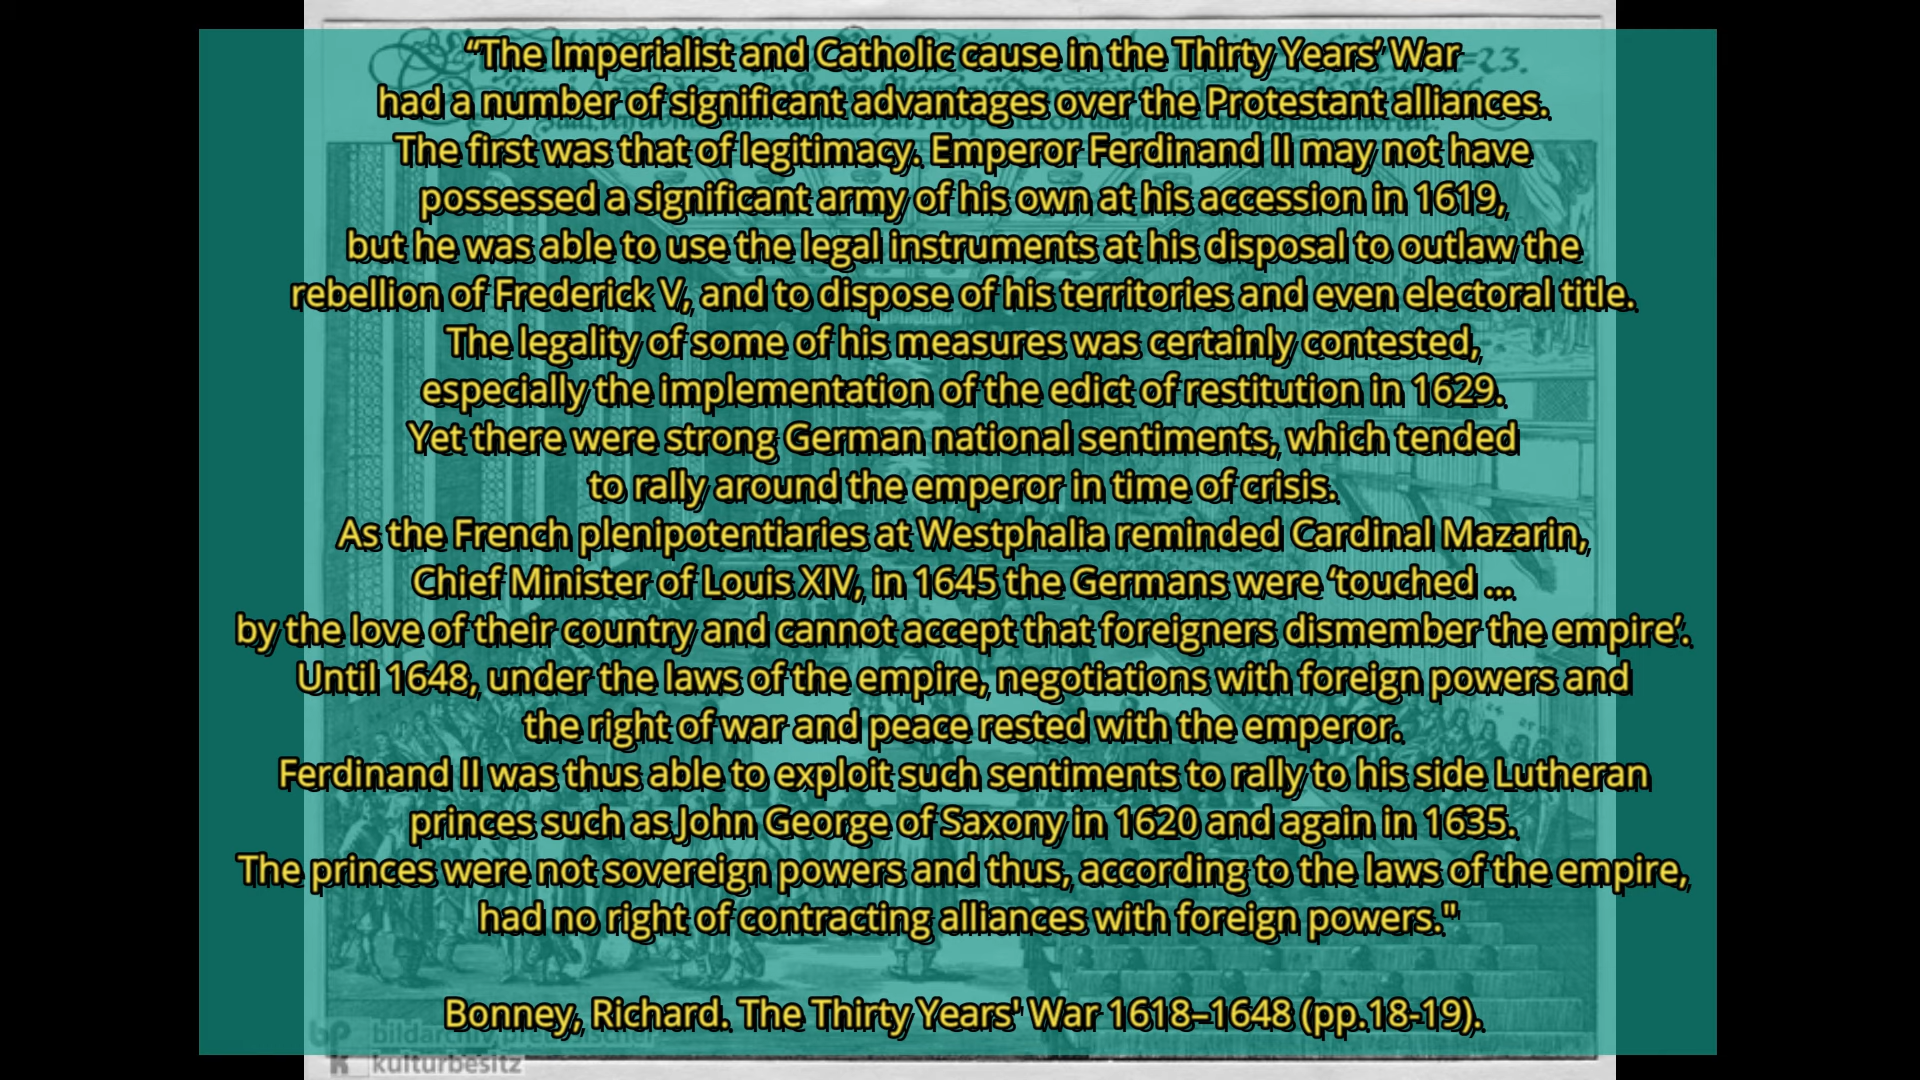 “The Imperialist and Catholic cause in the Thirty Years’ War
had a number of significant advantages over the Protestant alliances.
The first was that of legitimacy. Emperor Ferdinand II may not have
possessed a significant army of his own at his accession in 1619,
but he was able to use the legal instruments at his disposal to outlaw the
rebellion of Frederick V, and to dispose of his territories and even electoral title.
The legality of some of his measures was certainly contested,
especially the implementation of the edict of restitution in 1629.
Yet there were strong German national sentiments, which tended
to rally around the emperor in time of crisis.
As the French plenipotentiaries at Westphalia reminded Cardinal Mazarin,
Chief Minister of Louis XIV, in 1645 the Germans were ‘touched ...
by the love of their country and cannot accept that foreigners dismember the empire’.
Until 1648, under the laws of the empire, negotiations with foreign powers and
the right of war and peace rested with the emperor.
Ferdinand II was thus able to exploit such sentiments to rally to his side Lutheran
princes such as John George of Saxony in 1620 and again in 1635.
The princes were not sovereign powers and thus, according to the laws of the empire,
had no right of contracting alliances with foreign powers."
Bonney, Richard. The Thirty Years' War 1618–1648 (pp.18-19).
bpk bildarchiv preussischer
kulturbesitz